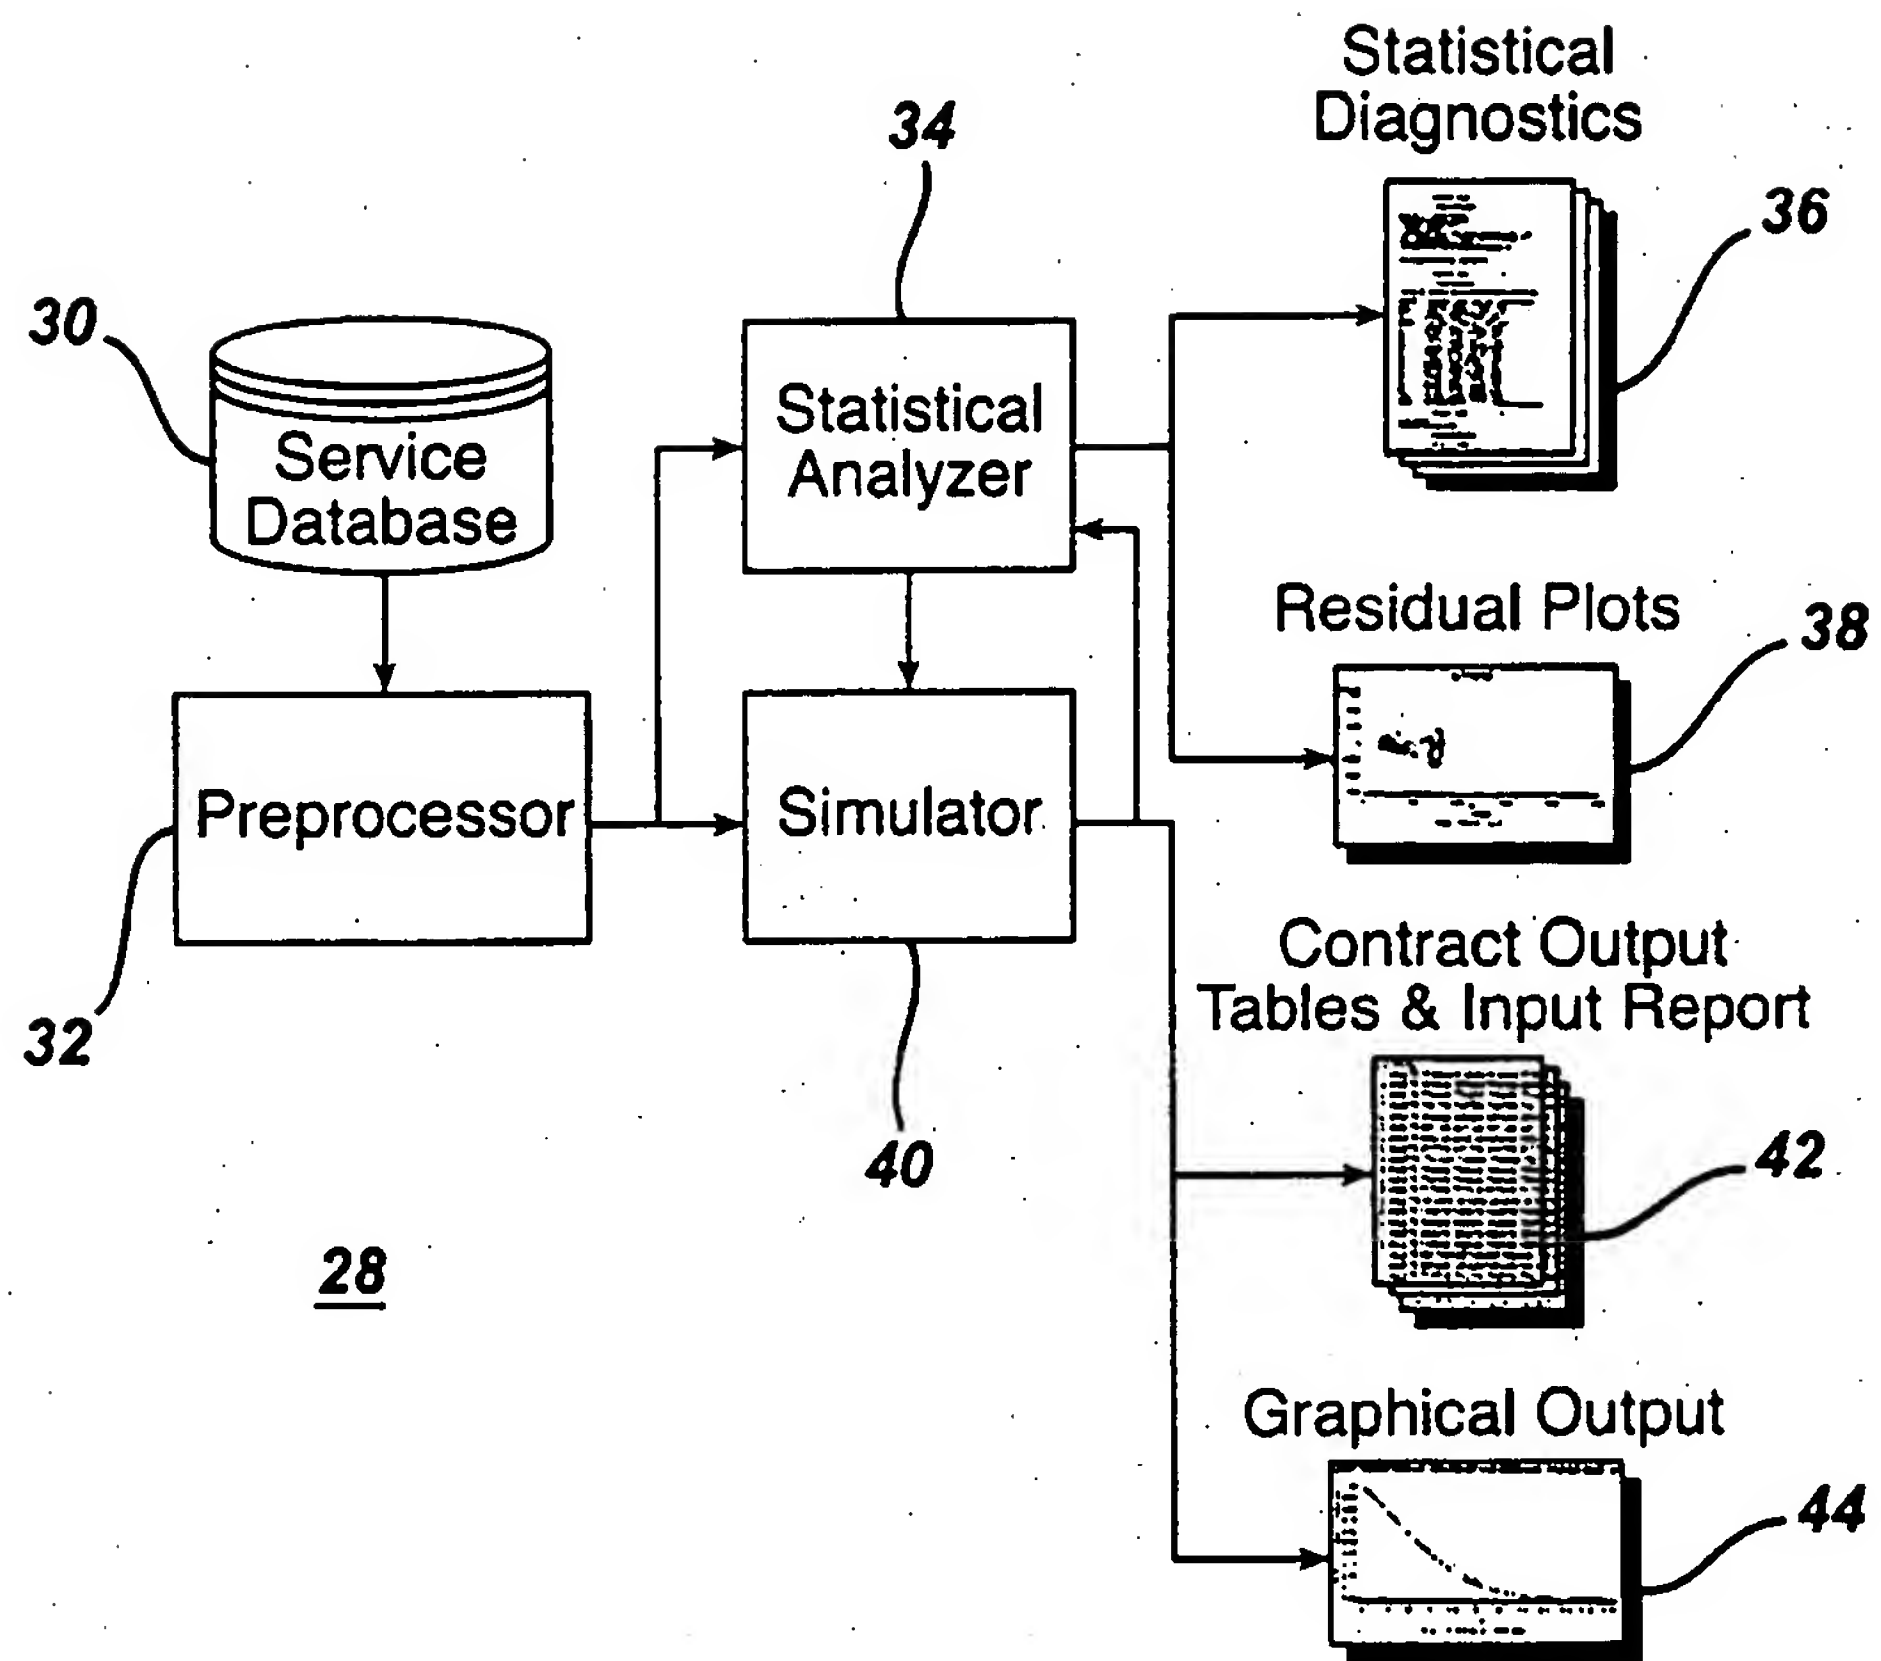 Statistical
Diagnostics
34
36
30
Service
Database
Statistical
Analyzer
Residual Plots
38
Preprocessor
Simulator
Contract Output
Tables & Input Report
32
40
42
28
Graphical Output
44